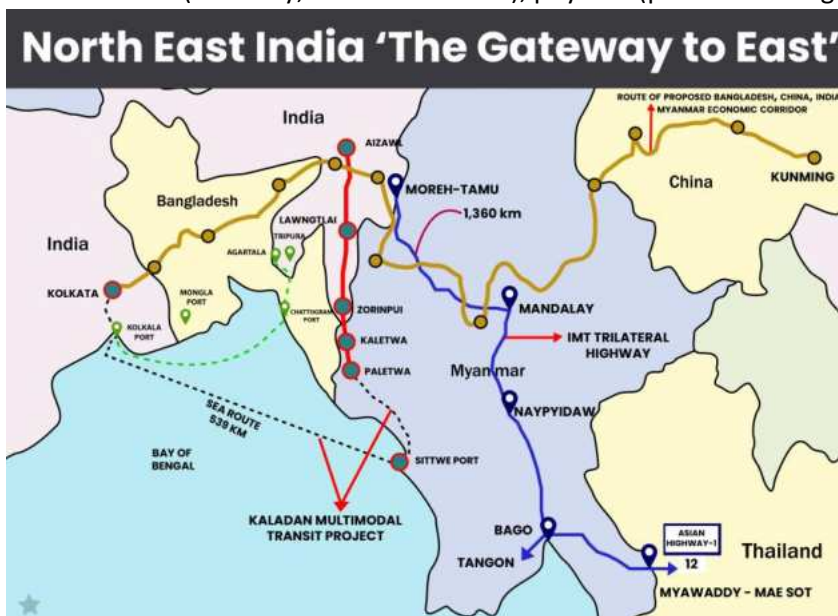 North East India 'The Gateway to East'
ROUTE OF PROPOSED BANGLADESH, CHINA, INDIA
MYANMAR ECONOMIC CORRIDOR
India
AIZAWL
MOREH-TAMU
China
KUNMING
Bangladesh
1,360 km
LAWNGTLAI
TRIPURA
AGARTALA
India
KOLKATA
MONGLA
PORT
CHATTOGRAM
PORT
ZORINPUI
MANDALAY
KOLKALA
PORT
KALETWA
IMT TRILATERAL
HIGHWAY
PALETWA
Myanmar
SEA ROUTE
539 KM
NAYPYIDAW
BAY OF
BENGAL
SITTWE PORT
KALADAN MULTIMODAL
TRANSIT PROJECT
BAGO
ASIAN
HIGHWAY-1
12
Thailand
TANGON
MYAWADDY - MAE SOT